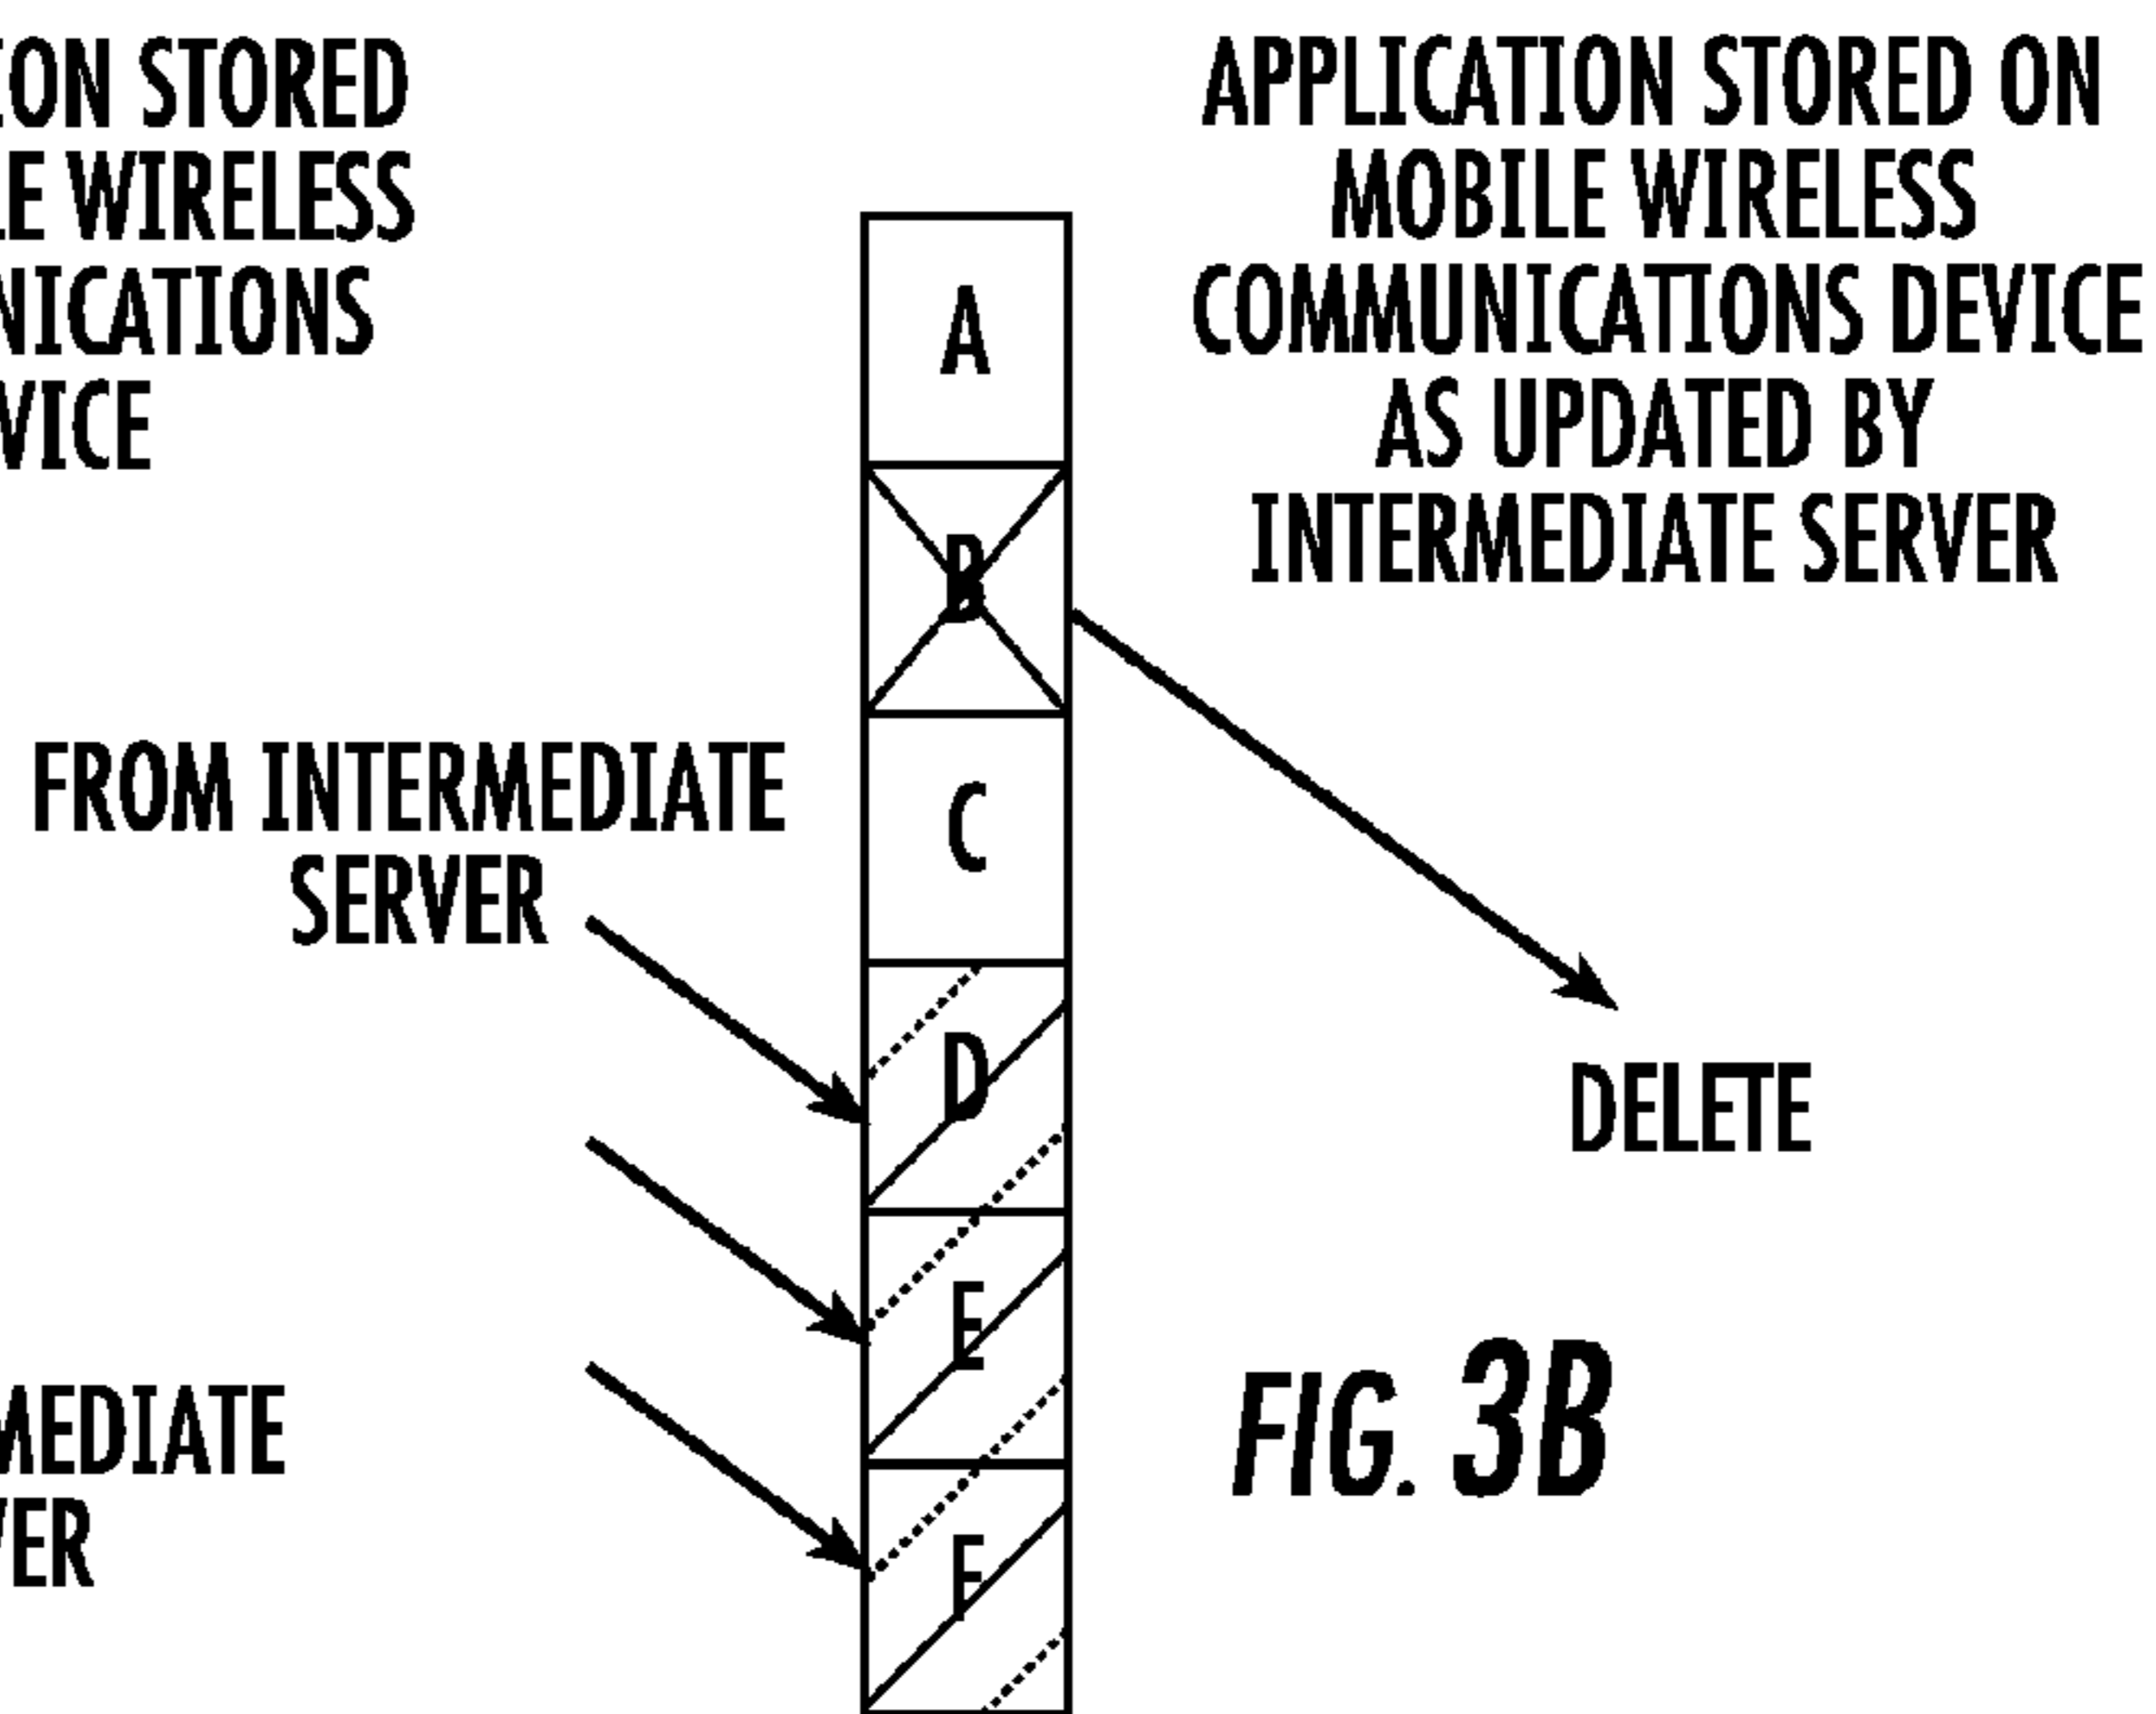 ION STORED
LE WIRELESS
NICATIONS
VICE
APPLICATION STORED ON
MOBILE WIRELESS
COMMUNICATIONS DEVICE
AS UPDATED BY
INTERMEDIATE SERVER
A
B
C
D
E
F
FROM INTERMEDIATE
SERVER
DELETE
MEDIATE
VER
FIG. 3B